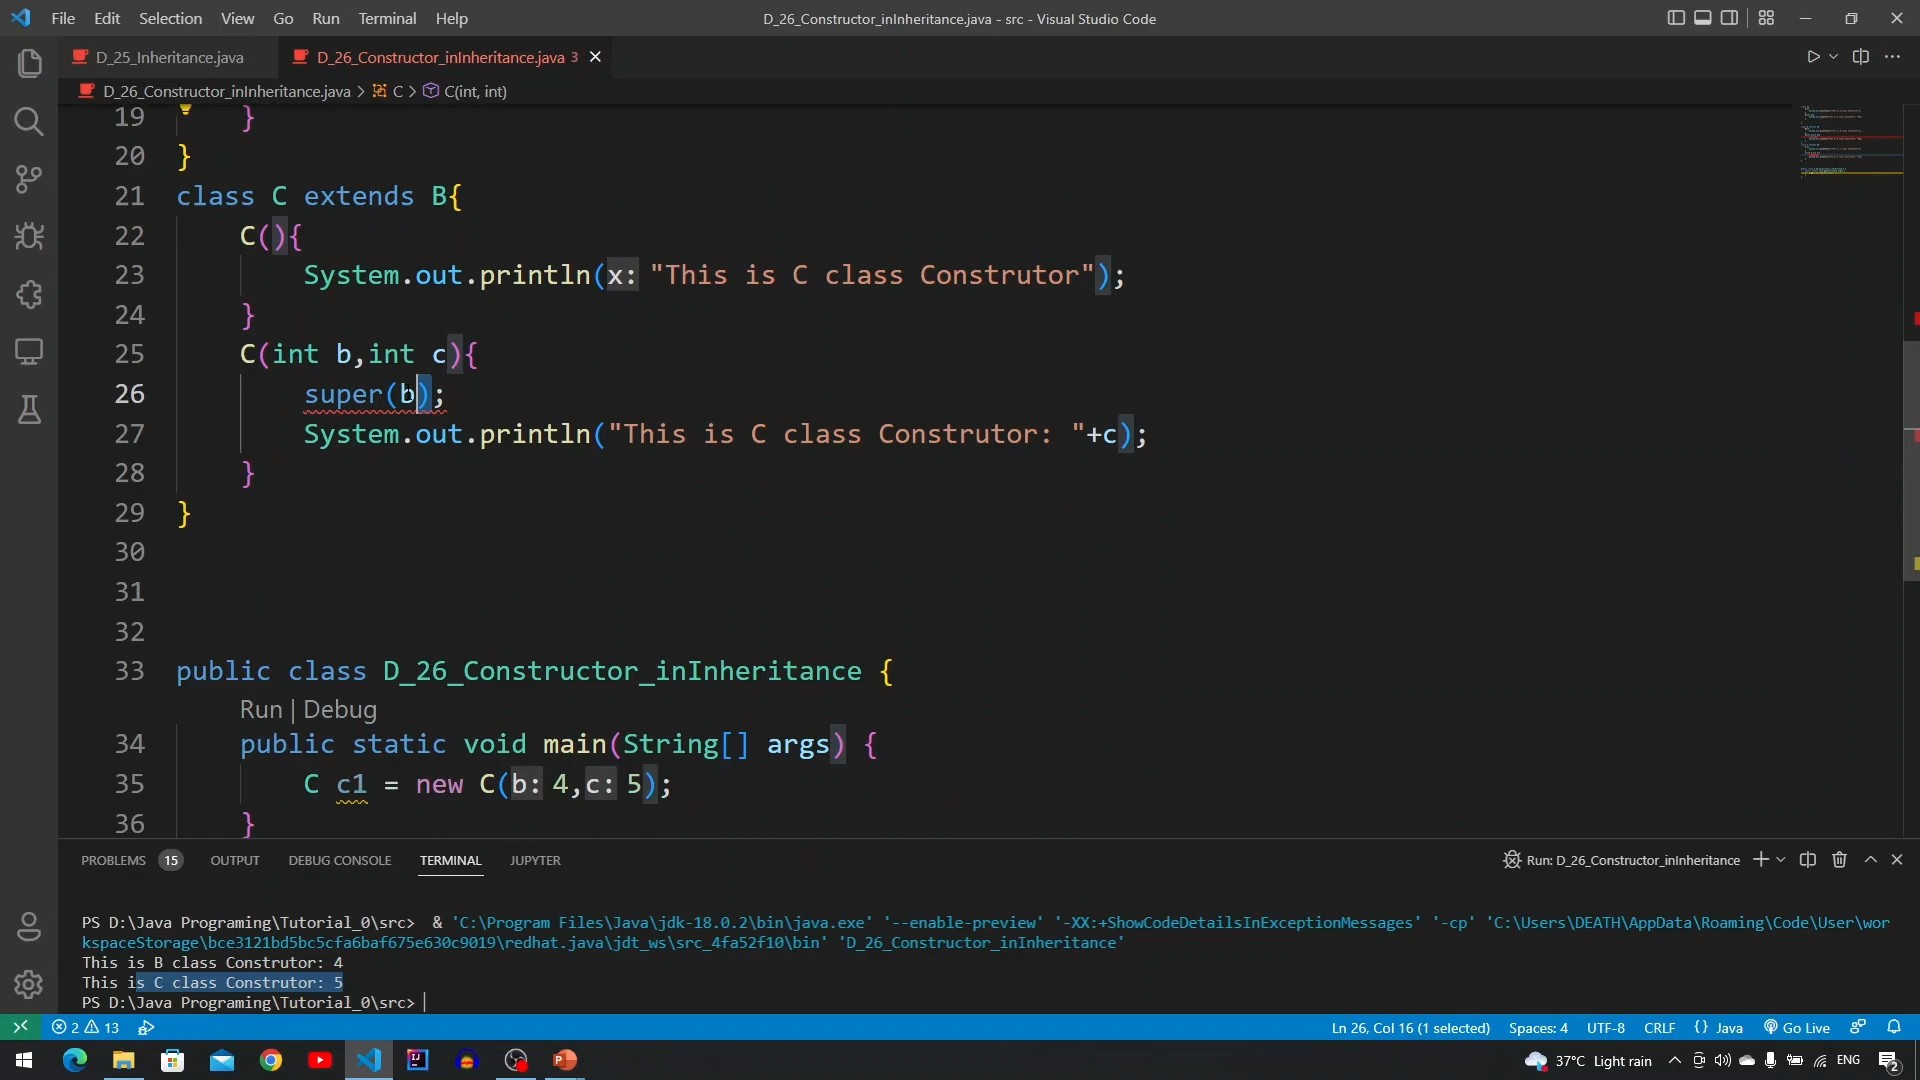 File Edit Selection View Go Run Terminal Help
D_26_Constructor_inInheritance.java - src - Visual Studio Code
D_25_Inheritance.java
D_26_Constructor_inInheritance.java 3
D_26_Constructor_inInheritance.java > C > C(int, int)
19 }
20 }
21 class C extends B{
22 C(){
23 System.out.println(x: "This is C class Construtor");
24 }
25 C(int b,int c){
26 super(b);
27 System.out.println("This is C class Construtor: "+c);
28 }
29 }
30
31
32
33 public class D_26_Constructor_inInheritance {
Run | Debug
34 public static void main(String[] args) {
35 C c1 = new C(b: 4,c: 5);
36 }
PROBLEMS 15 OUTPUT DEBUG CONSOLE TERMINAL JUPYTER
Run: D_26_Constructor_inInheritance
PS D:\Java Programing\Tutorial_0\src> & 'C:\Program Files\Java\jdk-18.0.2\bin\java.exe' '--enable-preview' '-XX:+ShowCodeDetailsInExceptionMessages' '-cp' 'C:\Users\DEATH\AppData\Roaming\Code\User\wor
kspaceStorage\bce3121bd5bc5cfa6baf675e630c9019\redhat.java\jdt_ws\src_4fa52f10\bin' 'D_26_Constructor_inInheritance'
This is B class Construtor: 4
This is C class Construtor: 5
PS D:\Java Programing\Tutorial_0\src>
2 13
Ln 26, Col 16 (1 selected) Spaces: 4 UTF-8 CRLF {} Java Go Live
37°C Light rain ENG 2